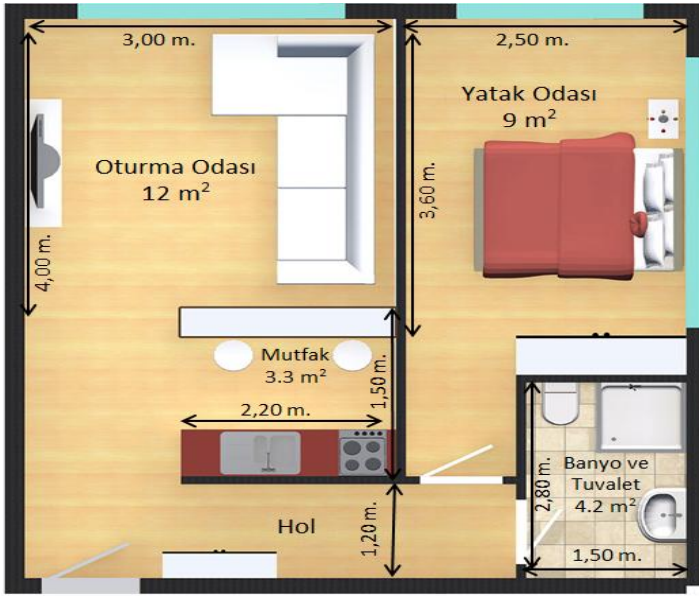 3,00 m.
2,50 m.
Oturma Odası
12 m²
4,00 m.
Yatak Odası
9 m²
3,60 m.
Mutfak
3.3 m²
2,20 m.
1,50 m.
Banyo ve
Tuvalet
4.2 m²
2,80 m.
1,50 m.
Hol
1,20 m.